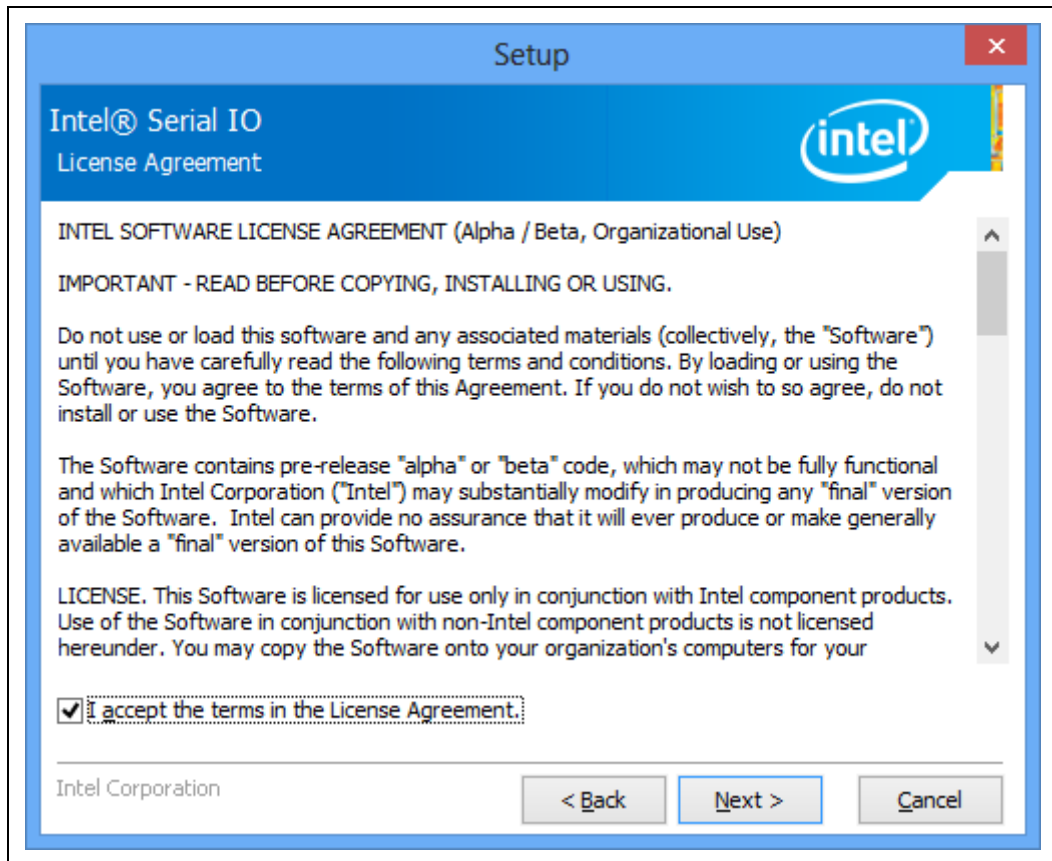 Setup
Intel® Serial IO
License Agreement
intel
INTEL SOFTWARE LICENSE AGREEMENT (Alpha / Beta, Organizational Use)
IMPORTANT - READ BEFORE COPYING, INSTALLING OR USING.
Do not use or load this software and any associated materials (collectively, the "Software")
until you have carefully read the following terms and conditions. By loading or using the
Software, you agree to the terms of this Agreement. If you do not wish to so agree, do not
install or use the Software.
The Software contains pre-release "alpha" or "beta" code, which may not be fully functional
and which Intel Corporation ("Intel") may substantially modify in producing any "final" version
of the Software.  Intel can provide no assurance that it will ever produce or make generally
available a "final" version of this Software.
LICENSE. This Software is licensed for use only in conjunction with Intel component products.
Use of the Software in conjunction with non-Intel component products is not licensed
hereunder. You may copy the Software onto your organization's computers for your
I accept the terms in the License Agreement.
Intel Corporation
< Back
Next >
Cancel